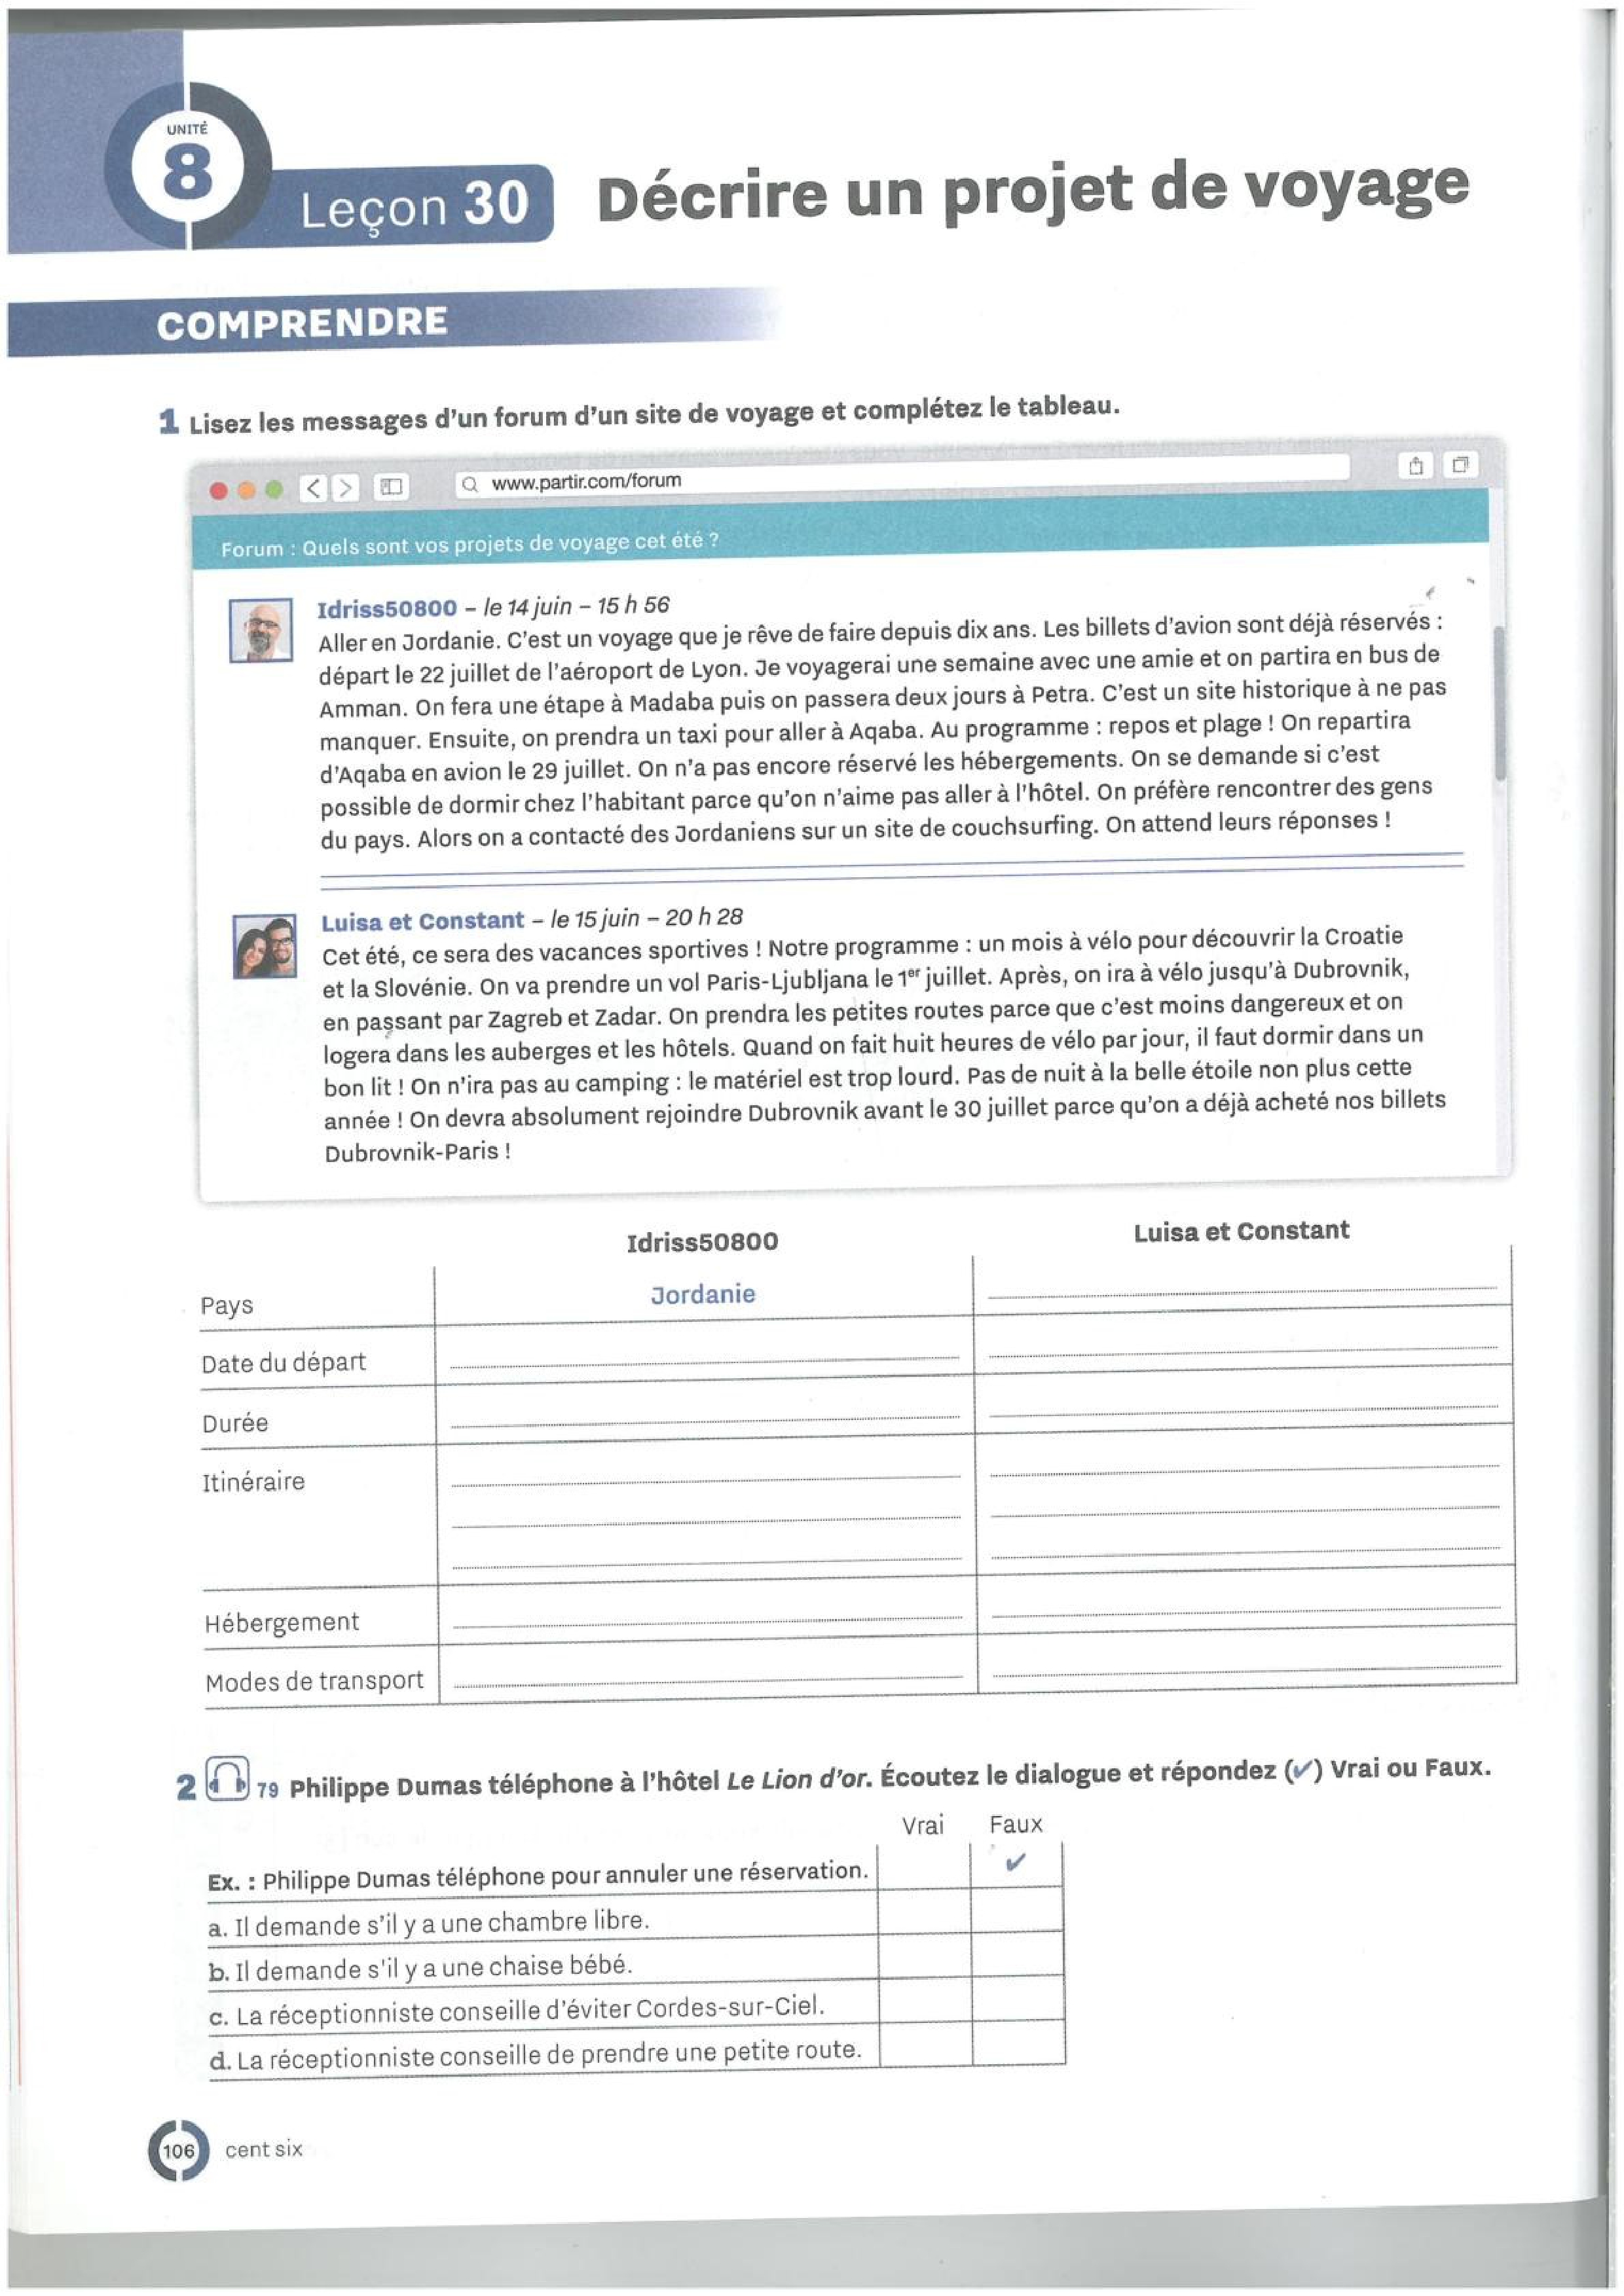 UNITÉ
8
Leçon 30
Décrire un projet de voyage
COMPRENDRE
1 Lisez les messages d'un forum d'un site de voyage et complétez le tableau.
www.partir.com/forum
Forum : Quels sont vos projets de voyage cet été ?
Idriss50800 – le 14 juin – 15 h 56
Aller en Jordanie. C'est un voyage que je rêve de faire depuis dix ans. Les billets d'avion sont déjà réservés :
départ le 22 juillet de l'aéroport de Lyon. Je voyagerai une semaine avec une amie et on partira en bus de
Amman. On fera une étape à Madaba puis on passera deux jours à Petra. C'est un site historique à ne pas
manquer. Ensuite, on prendra un taxi pour aller à Aqaba. Au programme : repos et plage ! On repartira
d'Aqaba en avion le 29 juillet. On n'a pas encore réservé les hébergements. On se demande si c'est
possible de dormir chez l'habitant parce qu'on n'aime pas aller à l'hôtel. On préfère rencontrer des gens
du pays. Alors on a contacté des Jordaniens sur un site de couchsurfing. On attend leurs réponses !
Luisa et Constant – le 15 juin – 20 h 28
Cet été, ce sera des vacances sportives ! Notre programme : un mois à vélo pour découvrir la Croatie
et la Slovénie. On va prendre un vol Paris-Ljubljana le 1er juillet. Après, on ira à vélo jusqu'à Dubrovnik,
en passant par Zagreb et Zadar. On prendra les petites routes parce que c'est moins dangereux et on
logera dans les auberges et les hôtels. Quand on fait huit heures de vélo par jour, il faut dormir dans un
bon lit ! On n'ira pas au camping : le matériel est trop lourd. Pas de nuit à la belle étoile non plus cette
année ! On devra absolument rejoindre Dubrovnik avant le 30 juillet parce qu'on a déjà acheté nos billets
Dubrovnik-Paris !
Idriss50800 Luisa et Constant
Pays Jordanie
Date du départ
Durée
Itinéraire
Hébergement
Modes de transport
2 79 Philippe Dumas téléphone à l'hôtel Le Lion d'or. Écoutez le dialogue et répondez (✔) Vrai ou Faux.
Vrai Faux
Ex. : Philippe Dumas téléphone pour annuler une réservation. ✔
a. Il demande s'il y a une chambre libre.
b. Il demande s'il y a une chaise bébé.
c. La réceptionniste conseille d'éviter Cordes-sur-Ciel.
d. La réceptionniste conseille de prendre une petite route.
106 cent six